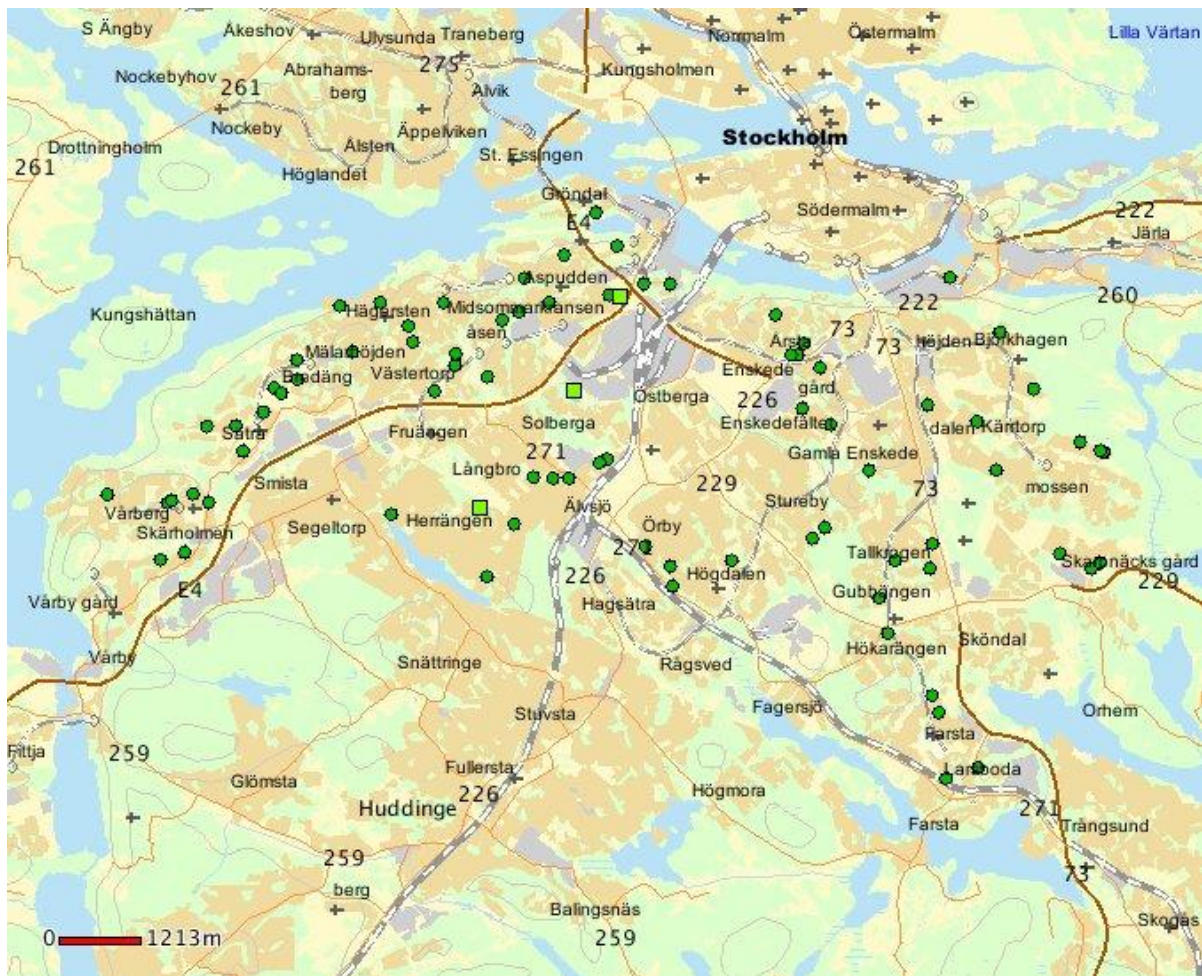 S Ängby
Åkeshov
Ulvsunda
Traneberg
Norrmalm
Östermalm
Lilla Värtan
Nockebyhov
Abrahams-
berg
275
Kungsholmen
261
Alvik
Nockeby
Äppelviken
Stockholm
Drottningholm
Ålsten
St. Essingen
261
Höglandet
Gröndal
E4
Södermalm
222
Järla
Kungshättan
Aspudden
222
260
Hägersten
Midsommarkransen
åsen
73
73
höjden
Björkhagen
Mälarhöjden
Årsta
Bredäng
Västertorp
Enskede
gård
Östberga
226
Sätra
Fruängen
Solberga
Enskedefältet
dalen
Kärrtorp
271
Gamla Enskede
Långbro
Smista
229
mossen
Vårberg
Segeltorp
Herrängen
Älvsjö
Stureby
73
Skärholmen
Örby
271
Tallkrogen
Skarpnäcks gård
E4
226
Högdalen
229
Vårby gård
Hagsätra
Gubbängen
Vårby
Snättringe
Rågsved
Hökarängen
Sköndal
Stuvsta
Fagersjö
Orhem
Fittja
259
Farsta
Glömsta
Fullersta
Larsboda
Huddinge
226
Högmora
271
Farsta
Trångsund
259
73
berg
Balingsnäs
Skogås
0
1213m
259